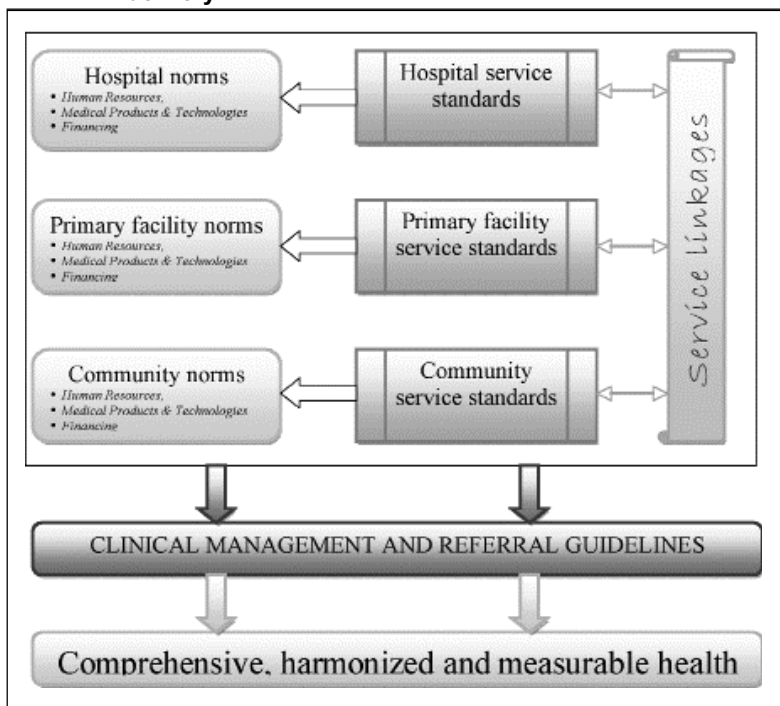 Hospital norms
• Human Resources,
• Medical Products & Technologies
• Financing
Hospital service
standards
Primary facility norms
• Human Resources,
• Medical Products & Technologies
• Financing
Primary facility
service standards
Community norms
• Human Resources,
• Medical Products & Technologies
• Financing
Community
service standards
Service linkages
CLINICAL MANAGEMENT AND REFERRAL GUIDELINES
Comprehensive, harmonized and measurable health